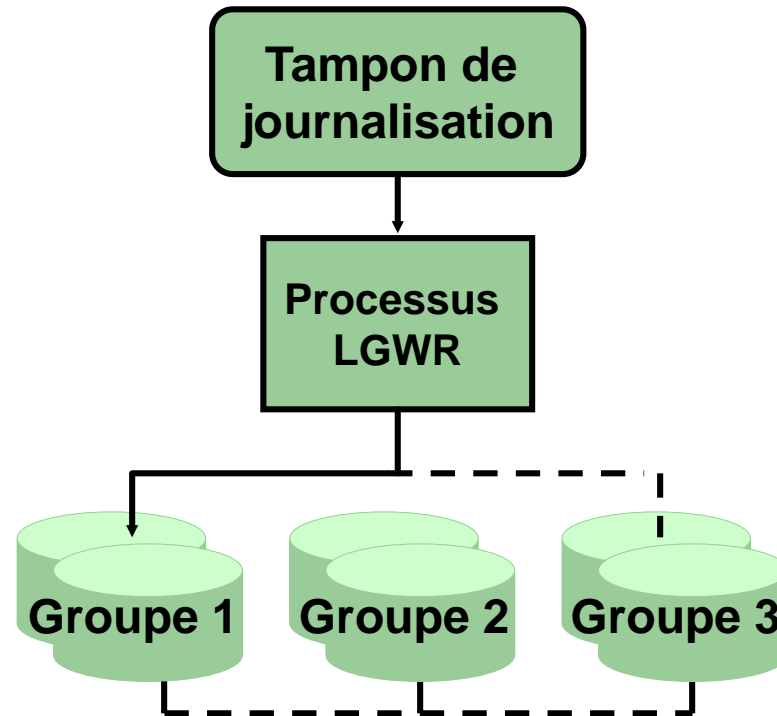 Tampon de
journalisation
Processus
LGWR
Groupe 1
Groupe 2
Groupe 3